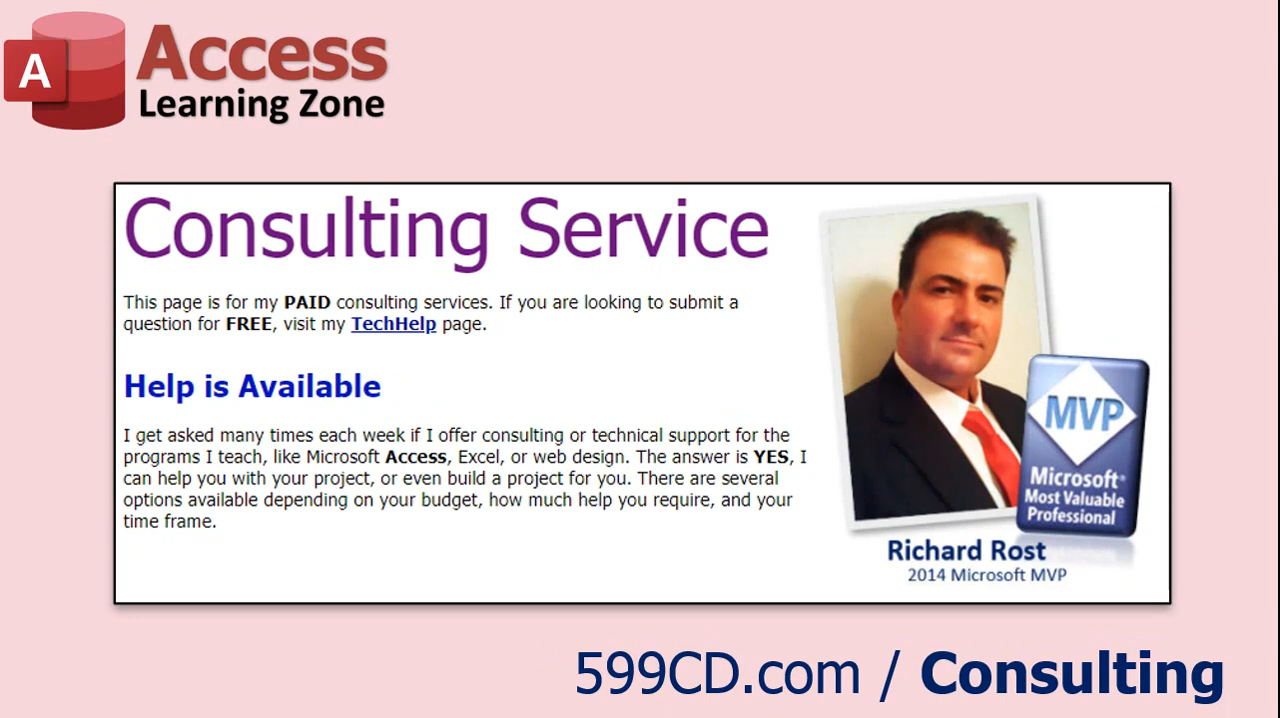 A
Access
Learning Zone
Consulting Service
This page is for my PAID consulting services. If you are looking to submit a
question for FREE, visit my TechHelp page.
Help is Available
I get asked many times each week if I offer consulting or technical support for the
programs I teach, like Microsoft Access, Excel, or web design. The answer is YES, I
can help you with your project, or even build a project for you. There are several
options available depending on your budget, how much help you require, and your
time frame.
MVP
Microsoft®
Most Valuable
Professional
Richard Rost
2014 Microsoft MVP
599CD.com / Consulting